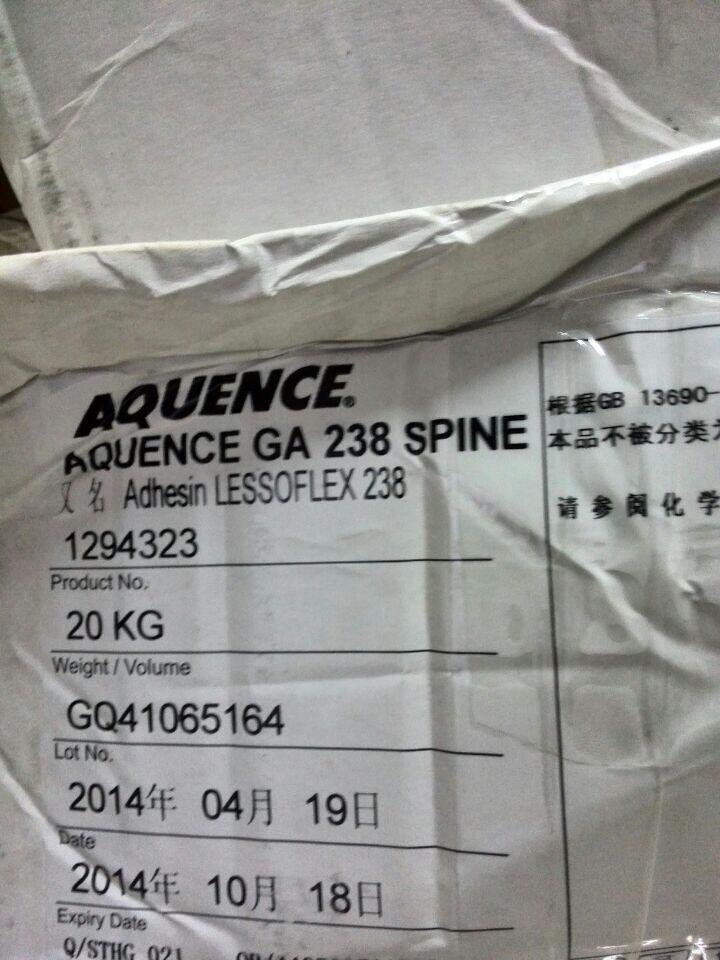 AQUENCE®
AQUENCE GA 238 SPINE
又名 Adhesin LESSOFLEX 238
1294323
Product No.
20 KG
Weight / Volume
GQ41065164
Lot No.
2014年 04月 19日
Date
2014年 10月 18日
Expiry Date
Q/STHG 021
根据GB 13690-
本品不被分类为
请参阅化学